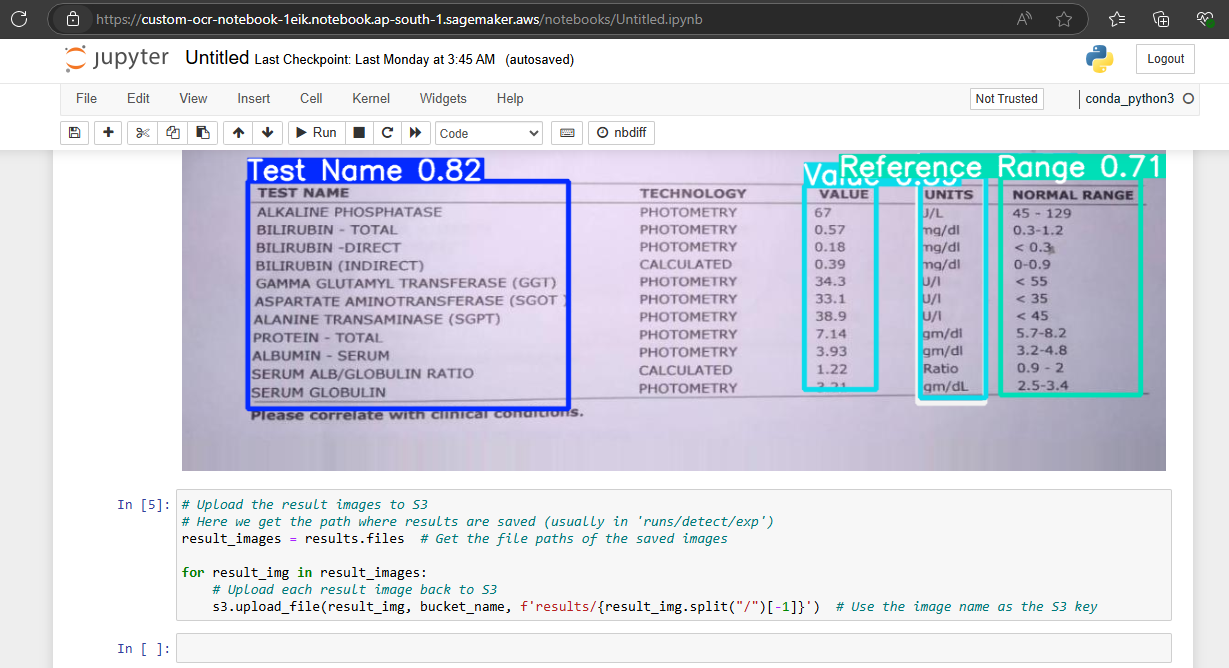 https://custom-ocr-notebook-1eik.notebook.ap-south-1.sagemaker.aws/notebooks/Untitled.ipynb
jupyter Untitled Last Checkpoint: Last Monday at 3:45 AM (autosaved) Logout
File Edit View Insert Cell Kernel Widgets Help Not Trusted conda_python3
Run Code nbdiff
Test Name 0.82 Reference Range 0.71
TEST NAME TECHNOLOGY VALUE UNITS NORMAL RANGE
ALKALINE PHOSPHATASE PHOTOMETRY 67 U/L 45 - 129
BILIRUBIN - TOTAL PHOTOMETRY 0.57 mg/dl 0.3-1.2
BILIRUBIN -DIRECT PHOTOMETRY 0.18 mg/dl < 0.3
BILIRUBIN (INDIRECT) CALCULATED 0.39 mg/dl 0-0.9
GAMMA GLUTAMYL TRANSFERASE (GGT) PHOTOMETRY 34.3 U/l < 55
ASPARTATE AMINOTRANSFERASE (SGOT ) PHOTOMETRY 33.1 U/l < 35
ALANINE TRANSAMINASE (SGPT) PHOTOMETRY 38.9 U/l < 45
PROTEIN - TOTAL PHOTOMETRY 7.14 gm/dl 5.7-8.2
ALBUMIN - SERUM PHOTOMETRY 3.93 gm/dl 3.2-4.8
SERUM ALB/GLOBULIN RATIO CALCULATED 1.22 Ratio 0.9 - 2
SERUM GLOBULIN PHOTOMETRY 3.21 gm/dL 2.5-3.4
Please correlate with clinical conditions.
In [5]: # Upload the result images to S3
# Here we get the path where results are saved (usually in 'runs/detect/exp')
result_images = results.files # Get the file paths of the saved images
for result_img in result_images:
# Upload each result image back to S3
s3.upload_file(result_img, bucket_name, f'results/{result_img.split("/")[-1]}') # Use the image name as the S3 key
In [ ]: